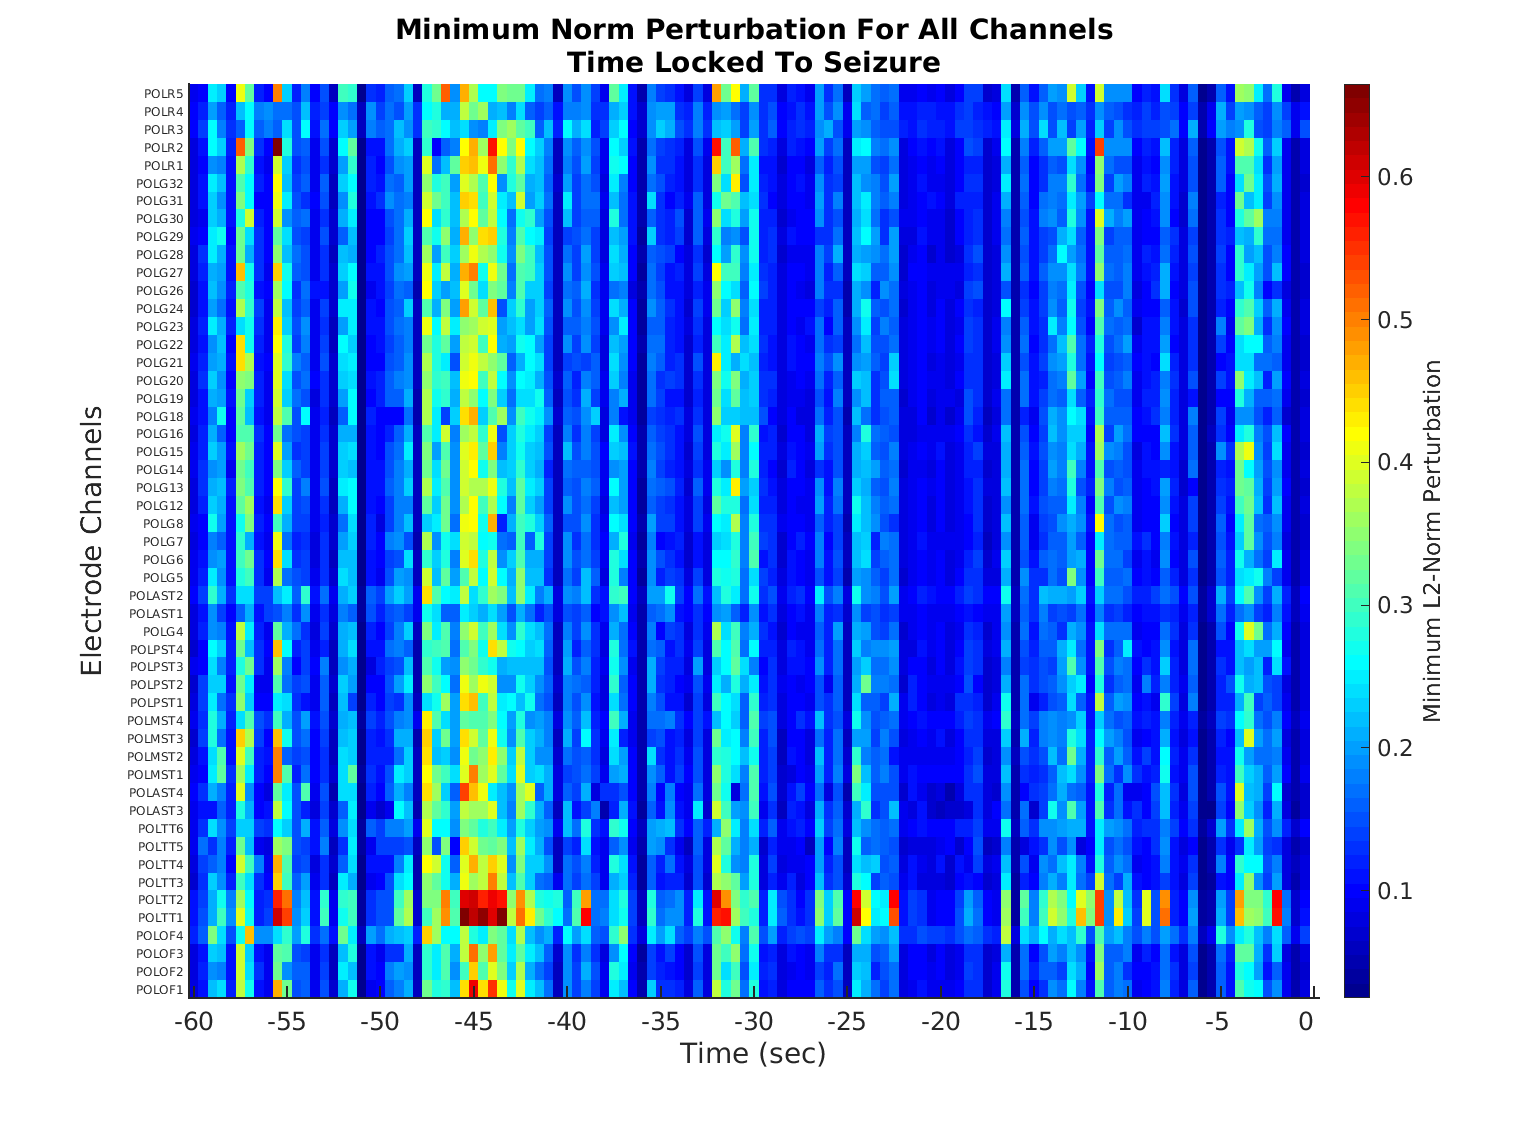 Minimum Norm Perturbation For All Channels
Time Locked To Seizure
Electrode Channels
POLR5
POLR4
POLR3
POLR2
POLR1
POLG32
POLG31
POLG30
POLG29
POLG28
POLG27
POLG26
POLG24
POLG23
POLG22
POLG21
POLG20
POLG19
POLG18
POLG16
POLG15
POLG14
POLG13
POLG12
POLG8
POLG7
POLG6
POLG5
POLAST2
POLAST1
POLG4
POLPST4
POLPST3
POLPST2
POLPST1
POLMST4
POLMST3
POLMST2
POLMST1
POLAST4
POLAST3
POLTT6
POLTT5
POLTT4
POLTT3
POLTT2
POLTT1
POLOF4
POLOF3
POLOF2
POLOF1
-60 -55 -50 -45 -40 -35 -30 -25 -20 -15 -10 -5 0
Time (sec)
0.6
0.5
0.4
0.3
0.2
0.1
Minimum L2-Norm Perturbation